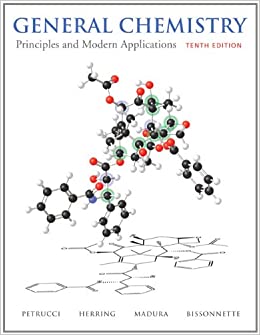 GENERAL CHEMISTRY
Principles and Modern Applications TENTH EDITION
PETRUCCI HERRING MADURA BISSONNETTE